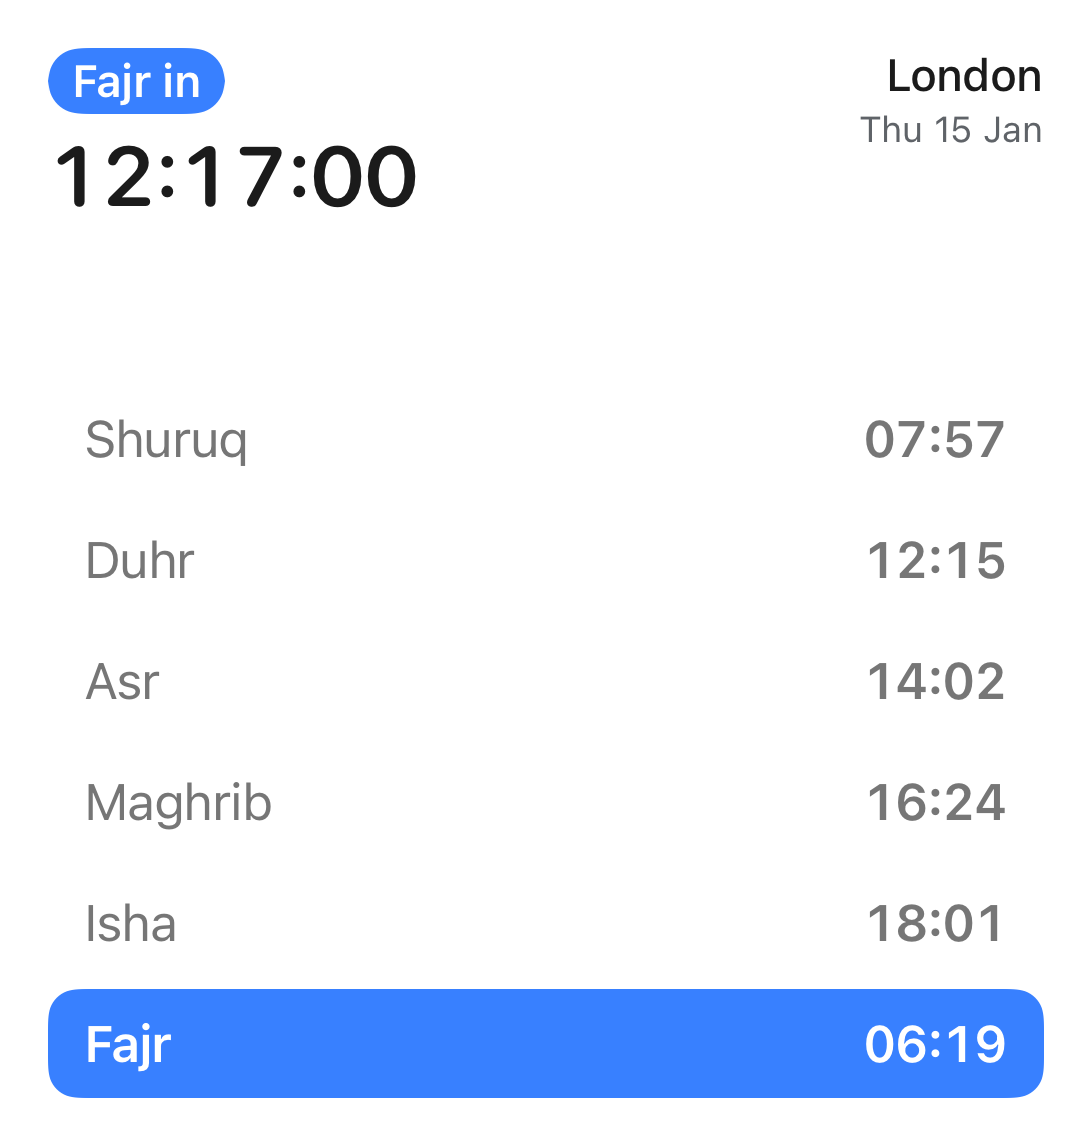 Fajr in
London
Thu 15 Jan
12:17:00
Shuruq 07:57
Duhr 12:15
Asr 14:02
Maghrib 16:24
Isha 18:01
Fajr 06:19